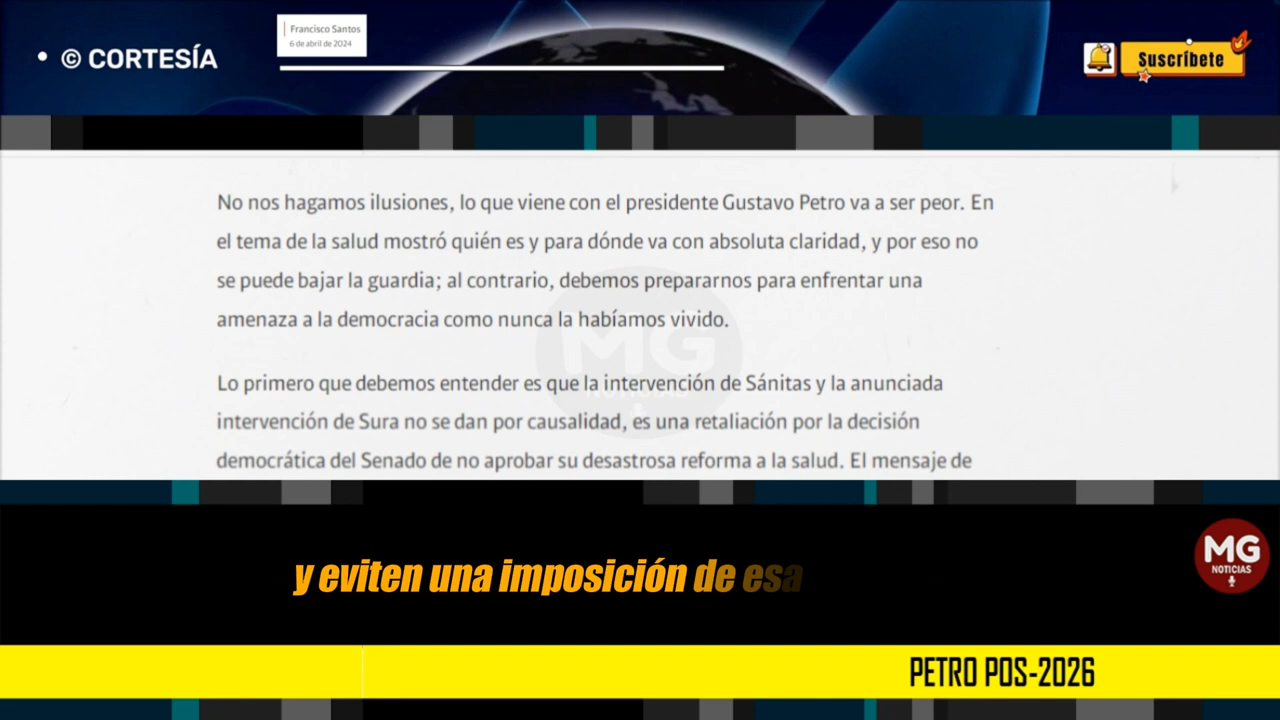 • © CORTESÍA
Francisco Santos
6 de abril de 2024
Suscríbete
No nos hagamos ilusiones, lo que viene con el presidente Gustavo Petro va a ser peor. En
el tema de la salud mostró quién es y para dónde va con absoluta claridad, y por eso no
se puede bajar la guardia; al contrario, debemos prepararnos para enfrentar una
amenaza a la democracia como nunca la habíamos vivido.
MG
NOTICIAS
Lo primero que debemos entender es que la intervención de Sánitas y la anunciada
intervención de Sura no se dan por causalidad, es una retaliación por la decisión
democrática del Senado de no aprobar su desastrosa reforma a la salud. El mensaje de
y eviten una imposición de esa
MG
NOTICIAS
PETRO POS-2026